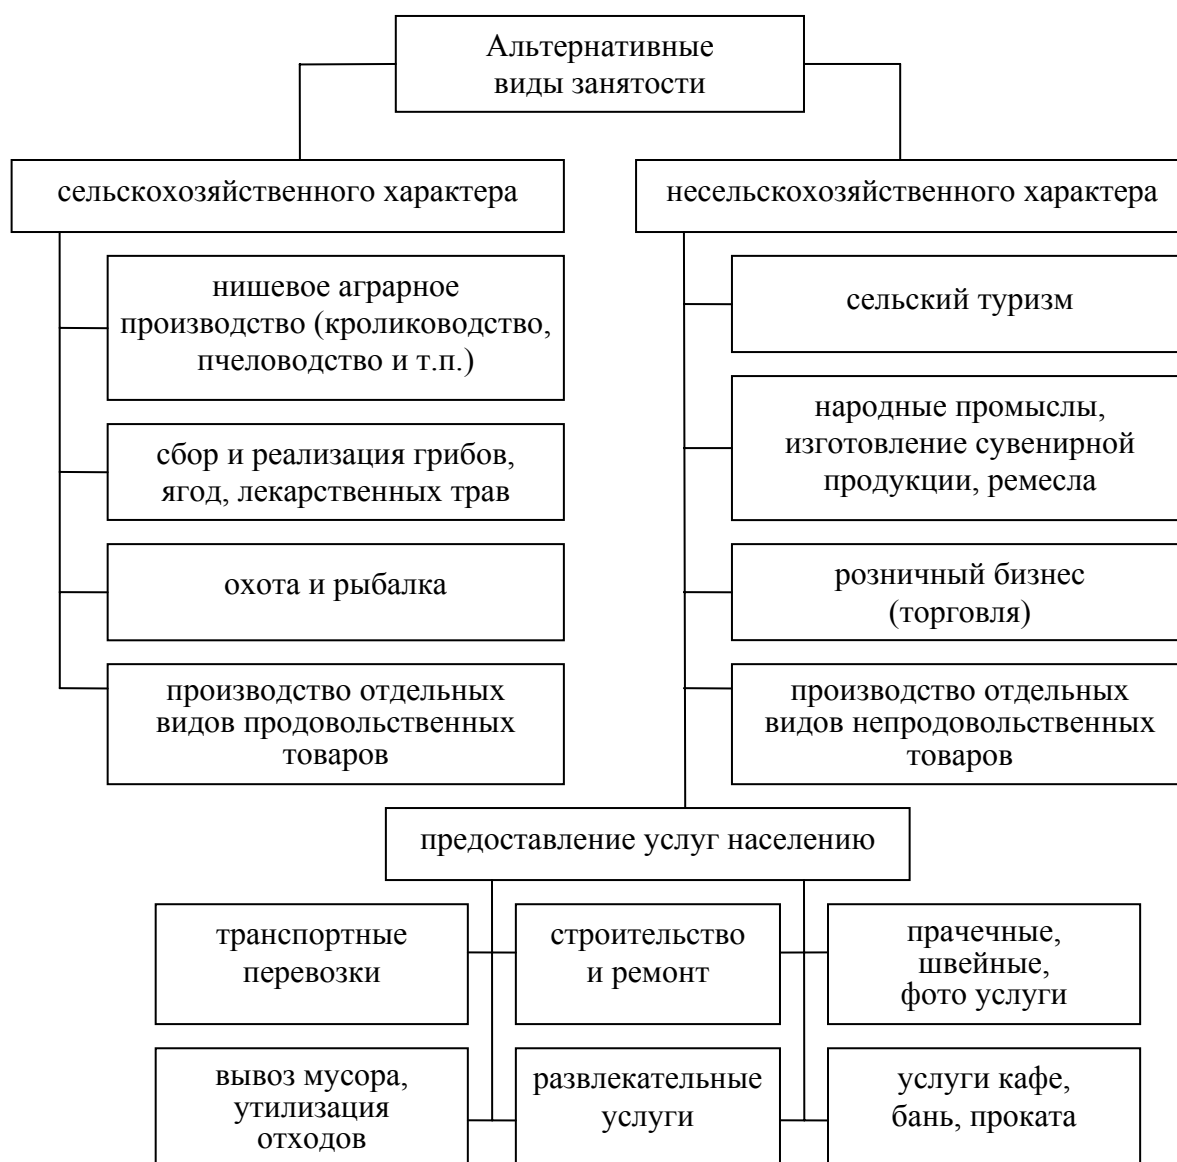 Альтернативные
виды занятости
сельскохозяйственного характера
несельскохозяйственного характера
нишевое аграрное
производство (кролиководство,
пчеловодство и т.п.)
сбор и реализация грибов,
ягод, лекарственных трав
охота и рыбалка
производство отдельных
видов продовольственных
товаров
сельский туризм
народные промыслы,
изготовление сувенирной
продукции, ремесла
розничный бизнес
(торговля)
производство отдельных
видов непродовольственных
товаров
предоставление услуг населению
транспортные
перевозки
строительство
и ремонт
прачечные,
швейные,
фото услуги
вывоз мусора,
утилизация
отходов
развлекательные
услуги
услуги кафе,
бань, проката